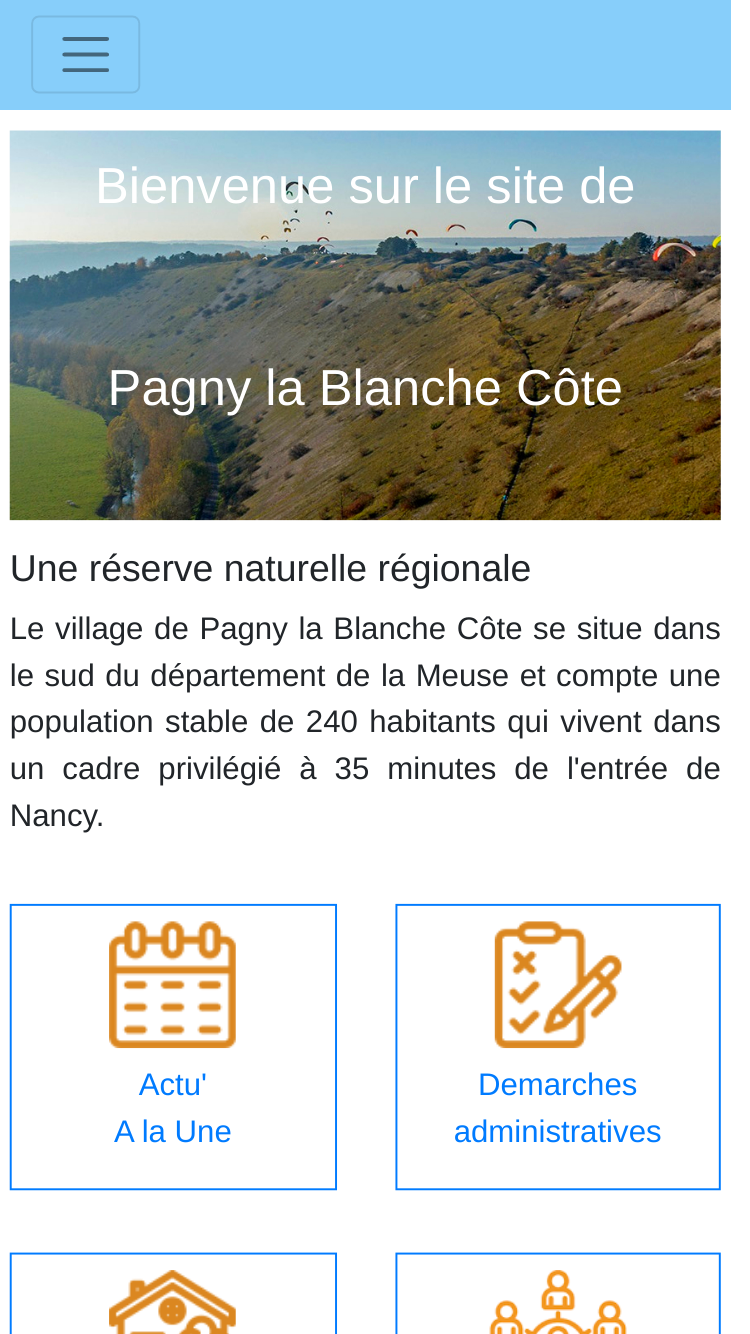 Bienvenue sur le site de
Pagny la Blanche Côte
Une réserve naturelle régionale
Le village de Pagny la Blanche Côte se situe dans
le sud du département de la Meuse et compte une
population stable de 240 habitants qui vivent dans
un cadre privilégié à 35 minutes de l'entrée de
Nancy.
Actu'
A la Une
Demarches
administratives